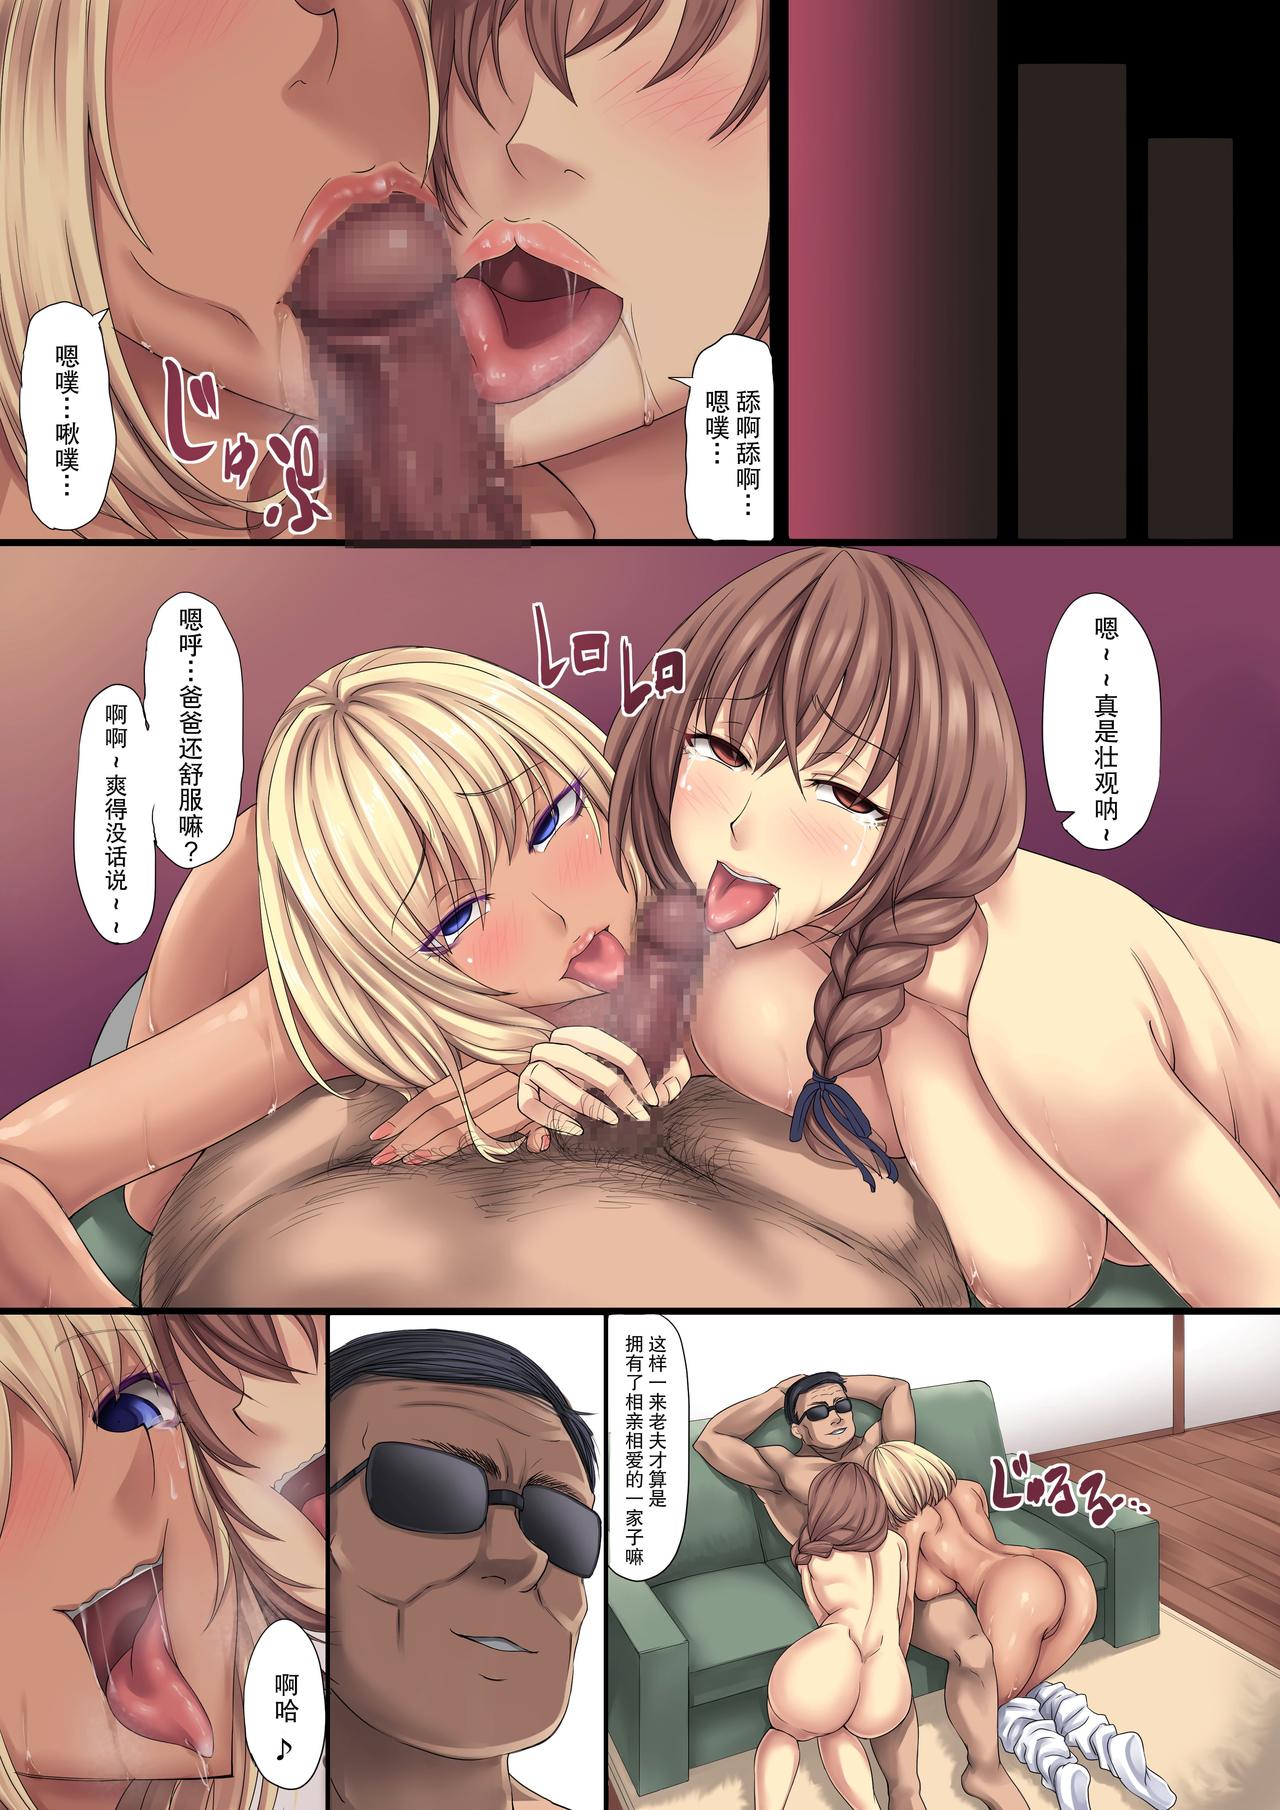 舔啊舔啊…
嗯噗…
嗯噗…啾噗…
じゅぷ
嗯～真是壮观呐～
レロ
レロ
嗯呼…爸爸还舒服嘛？
啊啊～爽得没话说～～
这样一来老夫才算是
拥有了相亲相爱的一家子嘛
じゅるる…
啊哈♪